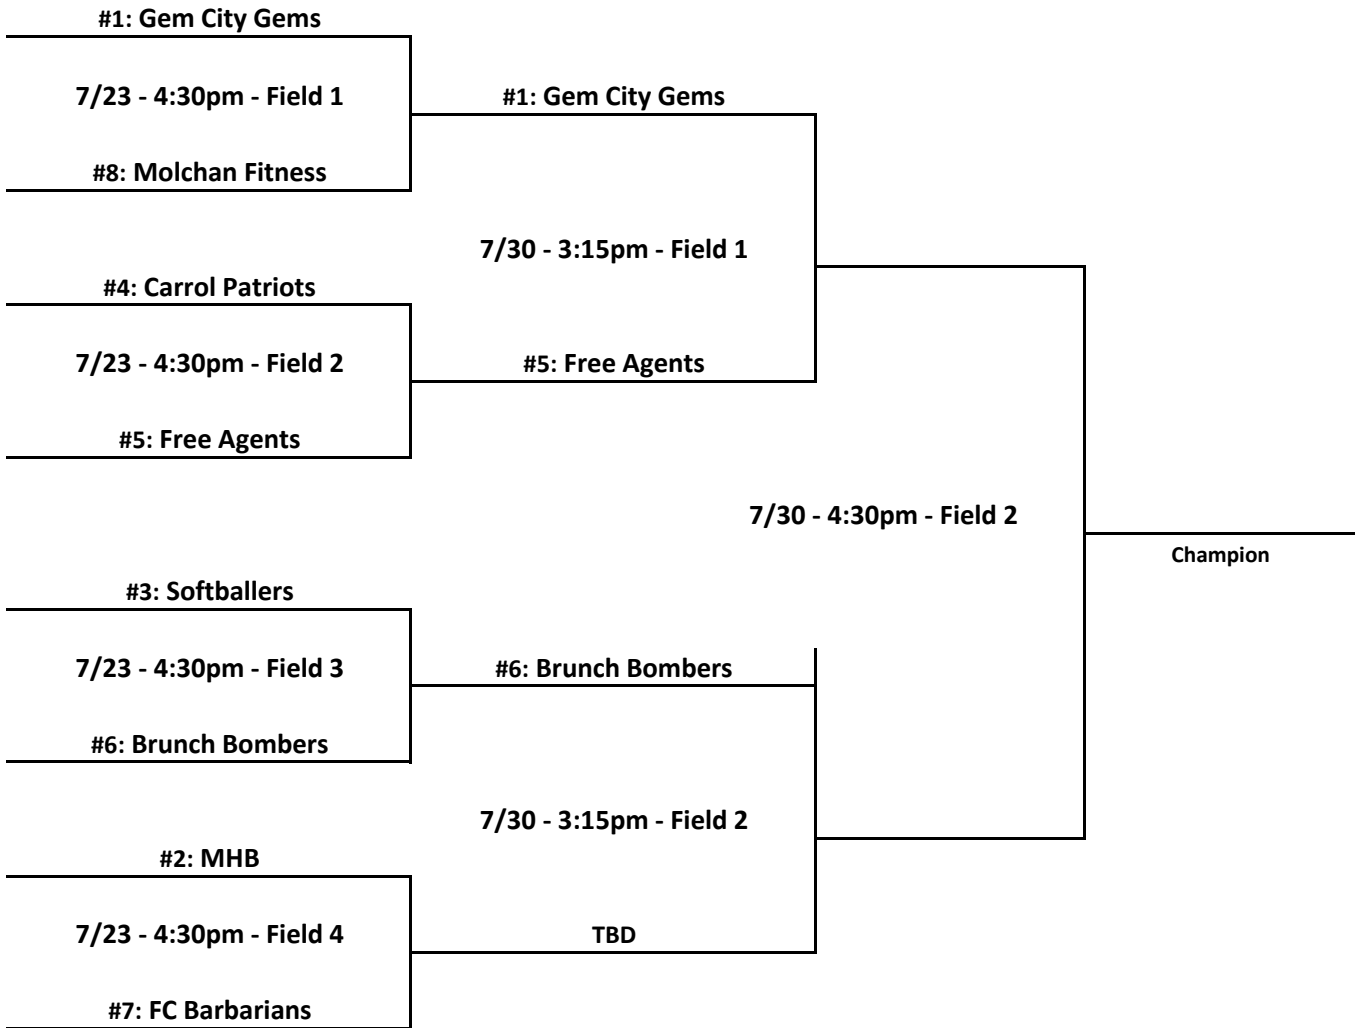 #1: Gem City Gems
7/23 - 4:30pm - Field 1
#1: Gem City Gems
#8: Molchan Fitness
7/30 - 3:15pm - Field 1
#4: Carrol Patriots
7/23 - 4:30pm - Field 2
#5: Free Agents
#5: Free Agents
7/30 - 4:30pm - Field 2
Champion
#3: Softballers
7/23 - 4:30pm - Field 3
#6: Brunch Bombers
#6: Brunch Bombers
7/30 - 3:15pm - Field 2
#2: MHB
7/23 - 4:30pm - Field 4
TBD
#7: FC Barbarians